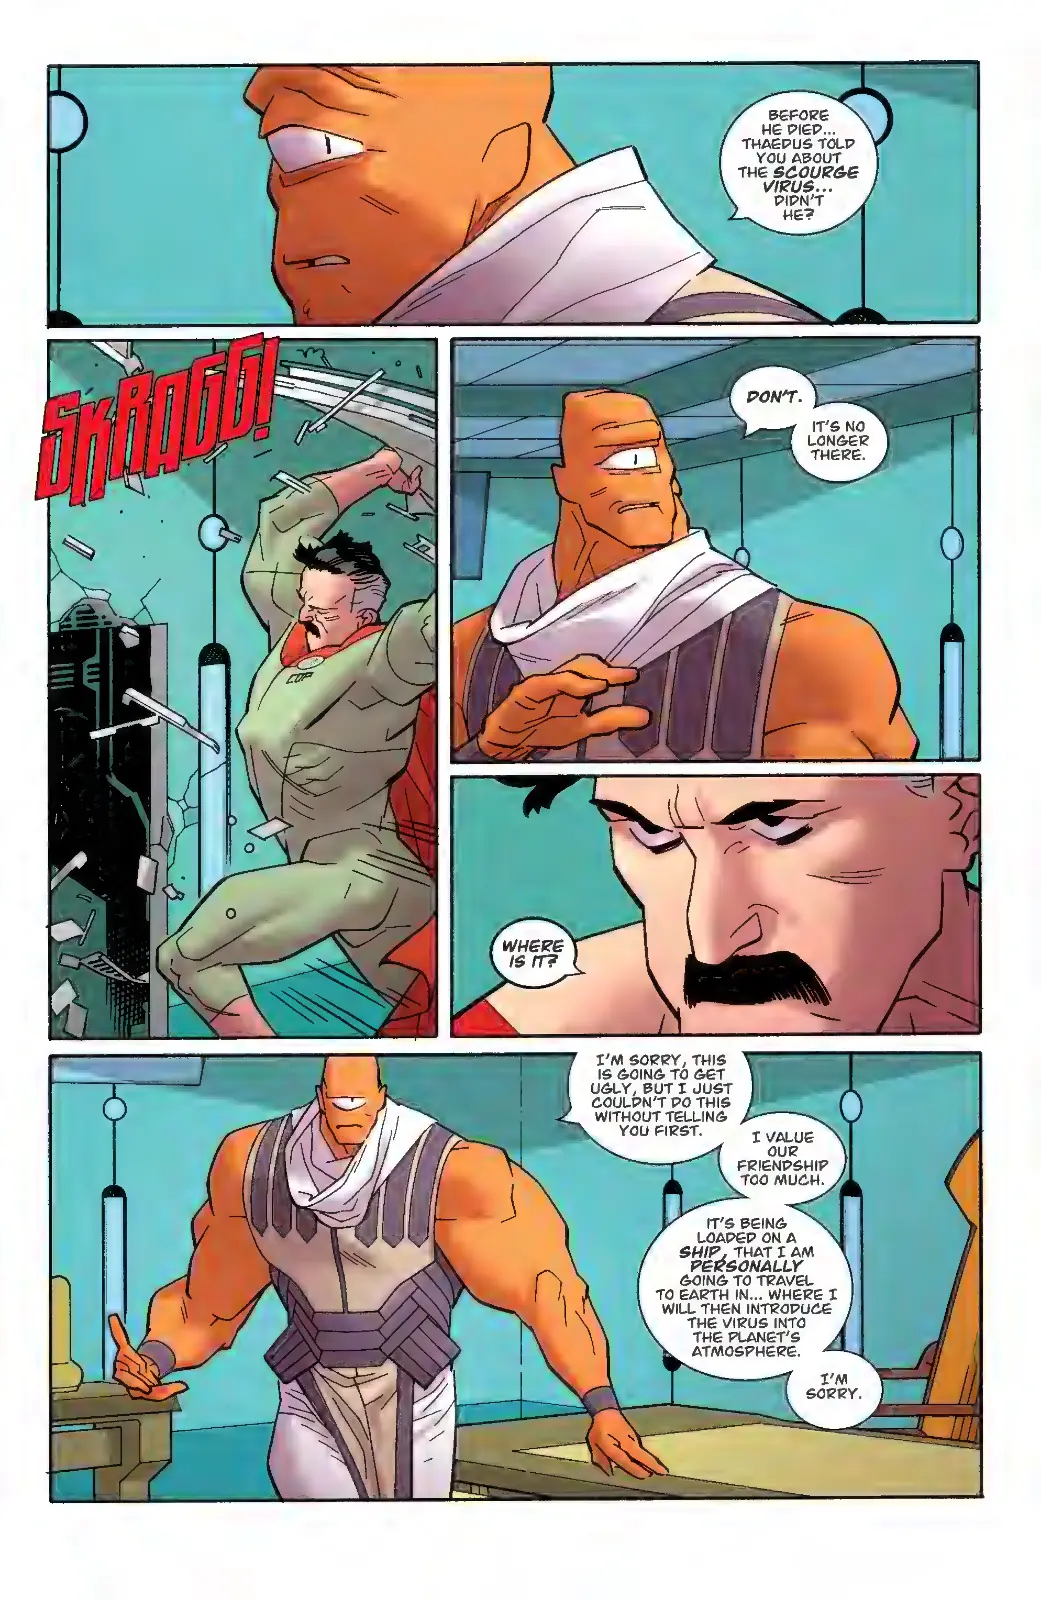 BEFORE
HE DIED...
THAEDUS TOLD
YOU ABOUT
THE SCOURGE
VIRUS...
DIDN'T
HE?
SKRAGG!
DON'T.
IT'S NO
LONGER
THERE.
WHERE
IS IT?
I'M SORRY, THIS
IS GOING TO GET
UGLY, BUT I JUST
COULDN'T DO THIS
WITHOUT TELLING
YOU FIRST.
I VALUE
OUR
FRIENDSHIP
TOO MUCH.
IT'S BEING
LOADED ON A
SHIP, THAT I AM
PERSONALLY
GOING TO TRAVEL
TO EARTH IN... WHERE I
WILL THEN INTRODUCE
THE VIRUS INTO
THE PLANET'S
ATMOSPHERE.
I'M
SORRY.